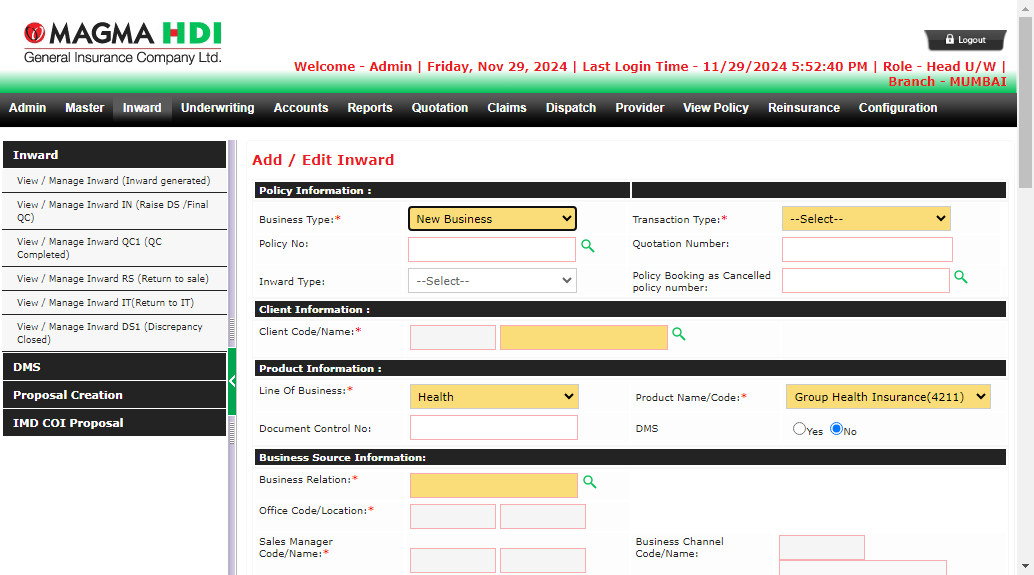 MAGMA HDI
General Insurance Company Ltd.
Logout
Welcome - Admin | Friday, Nov 29, 2024 | Last Login Time - 11/29/2024 5:52:40 PM | Role - Head U/W |
Branch - MUMBAI
Admin Master Inward Underwriting Accounts Reports Quotation Claims Dispatch Provider View Policy Reinsurance Configuration
Inward
View / Manage Inward (Inward generated)
View / Manage Inward IN (Raise DS /Final
QC)
View / Manage Inward QC1 (QC
Completed)
View / Manage Inward RS (Return to sale)
View / Manage Inward IT(Return to IT)
View / Manage Inward DS1 (Discrepancy
Closed)
DMS
Proposal Creation
IMD COI Proposal
Add / Edit Inward
Policy Information :
Business Type:* New Business Transaction Type:* --Select--
Policy No: Quotation Number:
Inward Type: --Select-- Policy Booking as Cancelled
policy number:
Client Information :
Client Code/Name:*
Product Information :
Line Of Business:* Health Product Name/Code:* Group Health Insurance(4211)
Document Control No: DMS Yes No
Business Source Information:
Business Relation:*
Office Code/Location:*
Sales Manager
Code/Name:*
Business Channel
Code/Name: